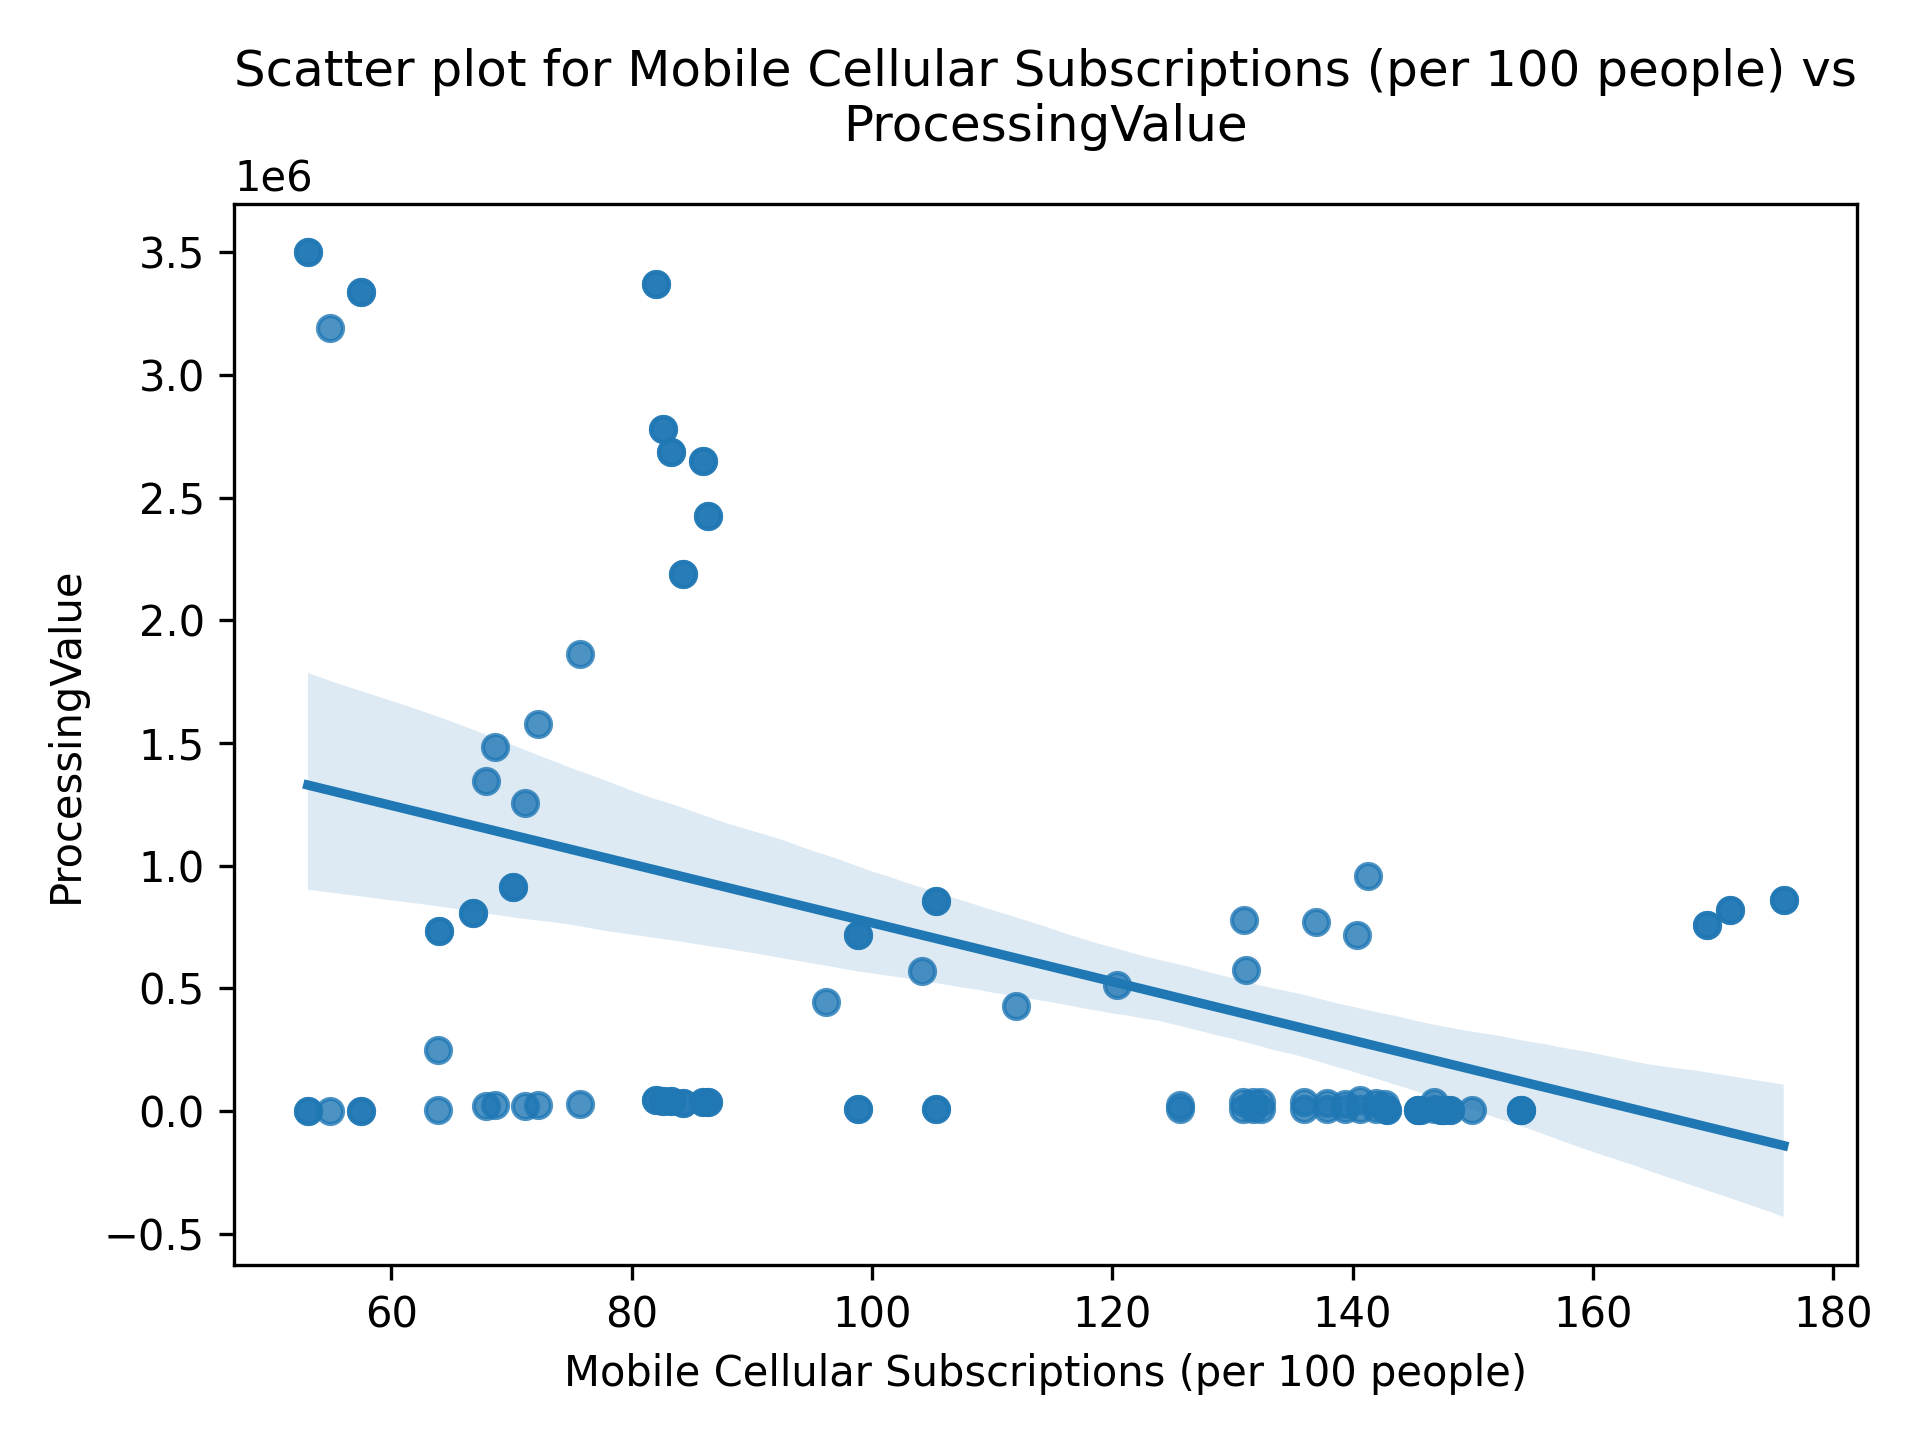 Scatter plot for Mobile Cellular Subscriptions (per 100 people) vs
ProcessingValue
1e6
3.5
3.0
2.5
2.0
1.5
1.0
0.5
0.0
−0.5
ProcessingValue
60 80 100 120 140 160 180
Mobile Cellular Subscriptions (per 100 people)